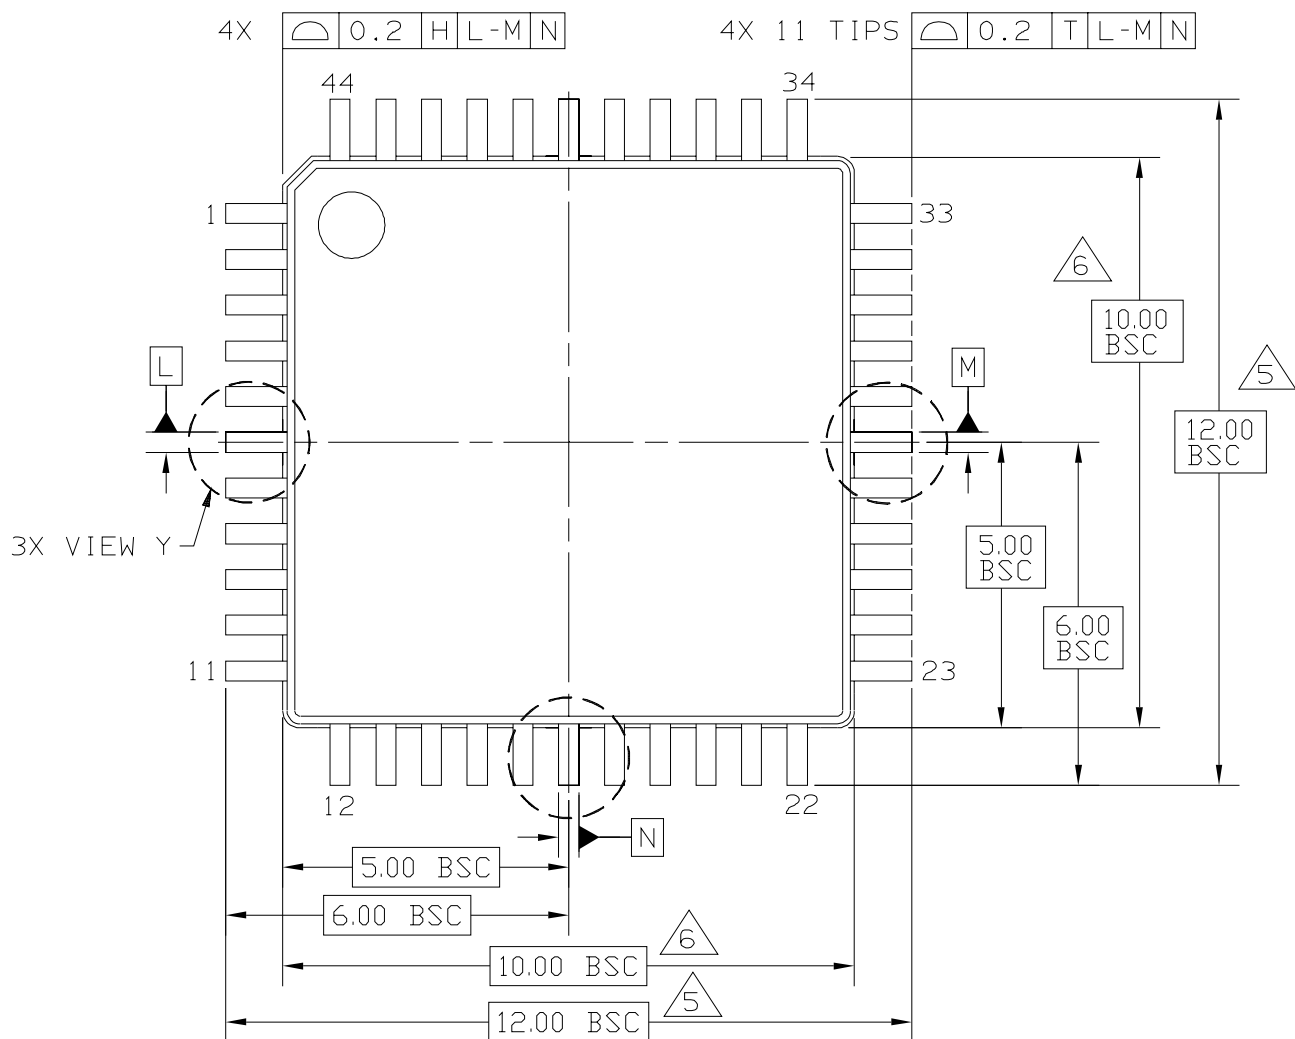 4X 0.2 H L-M N
4X 11 TIPS 0.2 T L-M N
44
34
1
33
6
10.00
BSC
L
M
5
12.00
BSC
3X VIEW Y
5.00
BSC
6.00
BSC
11
23
12
22
N
5.00 BSC
6.00 BSC
6
10.00 BSC
5
12.00 BSC